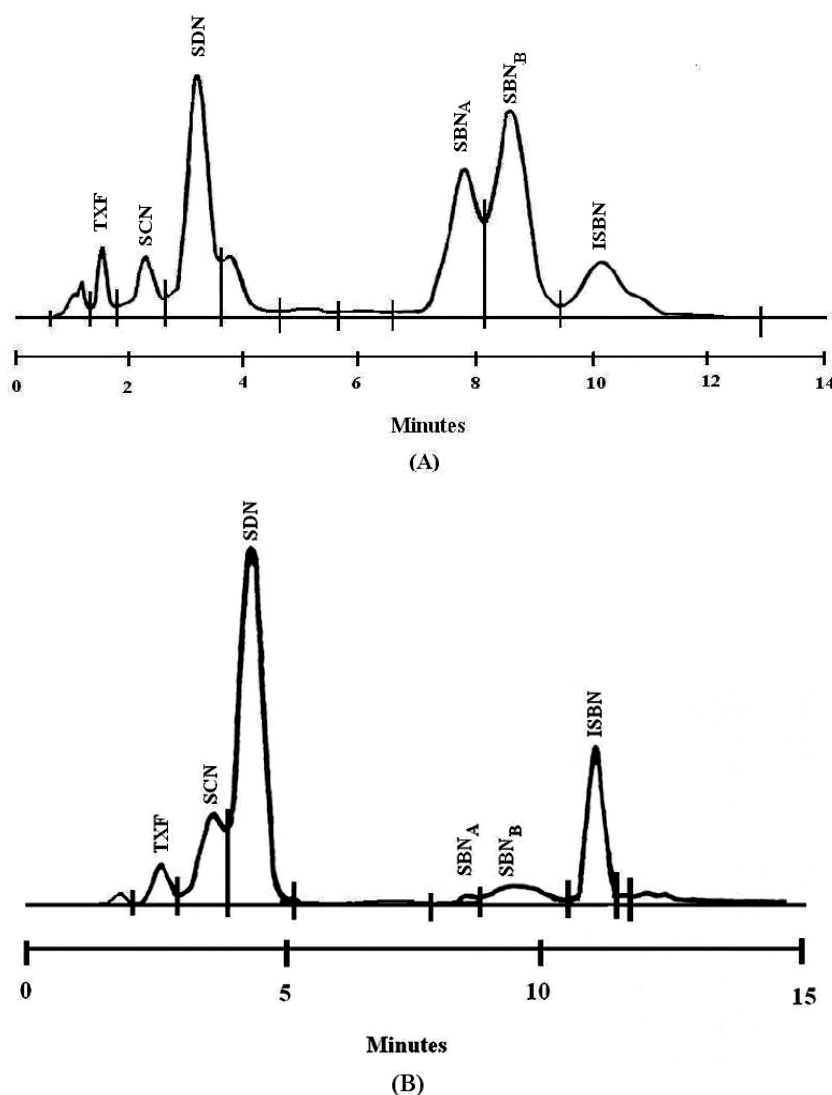 TXF
SCN
SDN
SBNA
SBNB
ISBN
0 2 4 6 8 10 12 14
Minutes
(A)
TXF
SCN
SDN
SBNA
SBNB
ISBN
0 5 10 15
Minutes
(B)